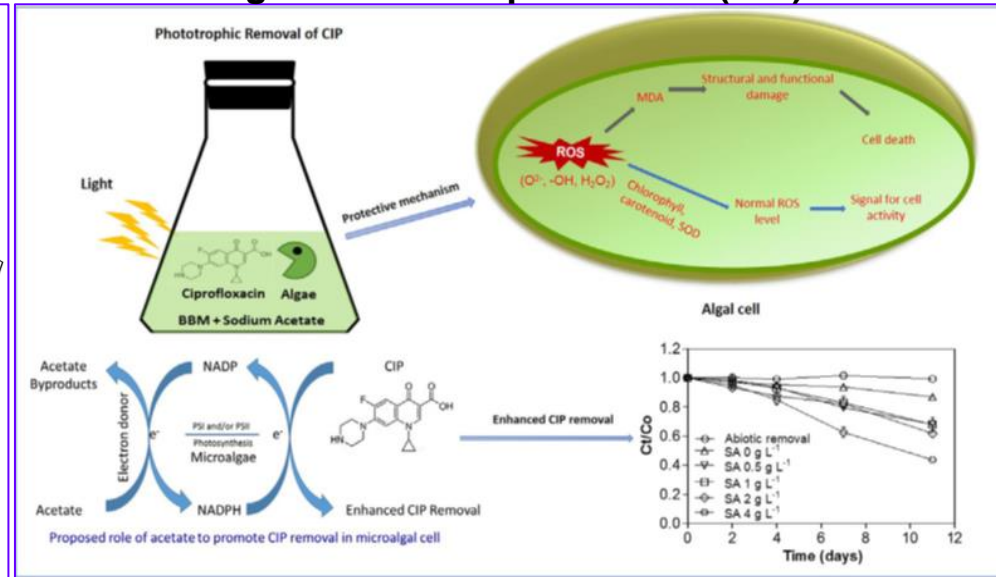 Phototrophic Removal of CIP
Light
F
O
O
OH
N
N
HN
Ciprofloxacin Algae
BBM + Sodium Acetate
Protective mechanism
MDA
Structural and functional
damage
Cell death
ROS
(O²⁻, -OH, H₂O₂)
Chlorophyll,
carotenoid, SOD
Normal ROS
level
Signal for cell
activity
Algal cell
Acetate
Byproducts
NADP
CIP
Electron donor
e⁻
PSI and/or PSII
Photosynthesis
Microalgae
e⁻
F
O
O
OH
N
N
HN
Acetate
NADPH
Enhanced CIP Removal
Proposed role of acetate to promote CIP removal in microalgal cell
Enhanced CIP removal
Ct/Co
1.2
1.0
0.8
0.6
0.4
0.2
0.0
Abiotic removal
SA 0 g L⁻¹
SA 0.5 g L⁻¹
SA 1 g L⁻¹
SA 2 g L⁻¹
SA 4 g L⁻¹
0 2 4 6 8 10 12
Time (days)